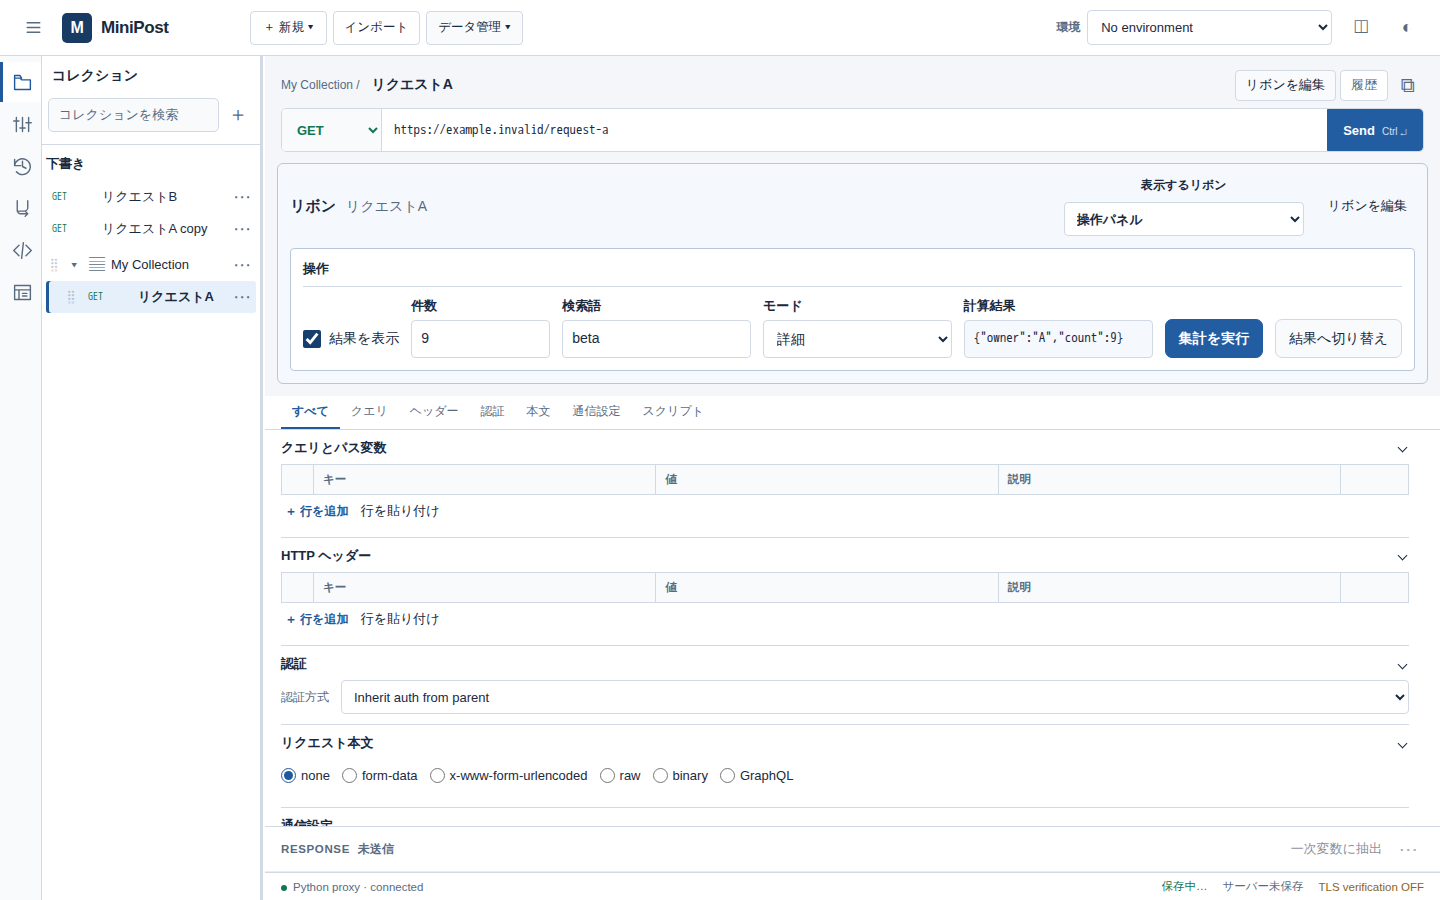 M MiniPost ＋ 新規 ▾ インポート データ管理 ▾ 環境 No environment
コレクション
コレクションを検索 ＋
下書き
GET リクエストB ···
GET リクエストA copy ···
▾ My Collection ···
GET リクエストA ···
My Collection / リクエストA リボンを編集 履歴
GET https://example.invalid/request-a Send Ctrl ↵
表示するリボン
リボン リクエストA 操作パネル リボンを編集
操作
件数 検索語 モード 計算結果
結果を表示 9 beta 詳細 {"owner":"A","count":9} 集計を実行 結果へ切り替え
すべて クエリ ヘッダー 認証 本文 通信設定 スクリプト
クエリとパス変数
キー 値 説明
＋ 行を追加 行を貼り付け
HTTP ヘッダー
キー 値 説明
＋ 行を追加 行を貼り付け
認証
認証方式 Inherit auth from parent
リクエスト本文
none form-data x-www-form-urlencoded raw binary GraphQL
通信設定
RESPONSE 未送信 一次変数に抽出 ···
Python proxy · connected 保存中… サーバー未保存 TLS verification OFF